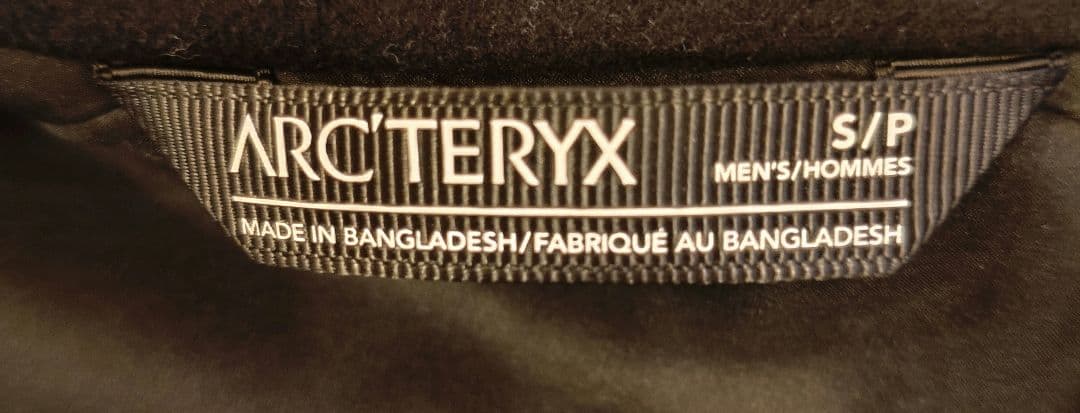 ARC'TERYX
S/P
MEN'S/HOMMES
MADE IN BANGLADESH/FABRIQUÉ AU BANGLADESH